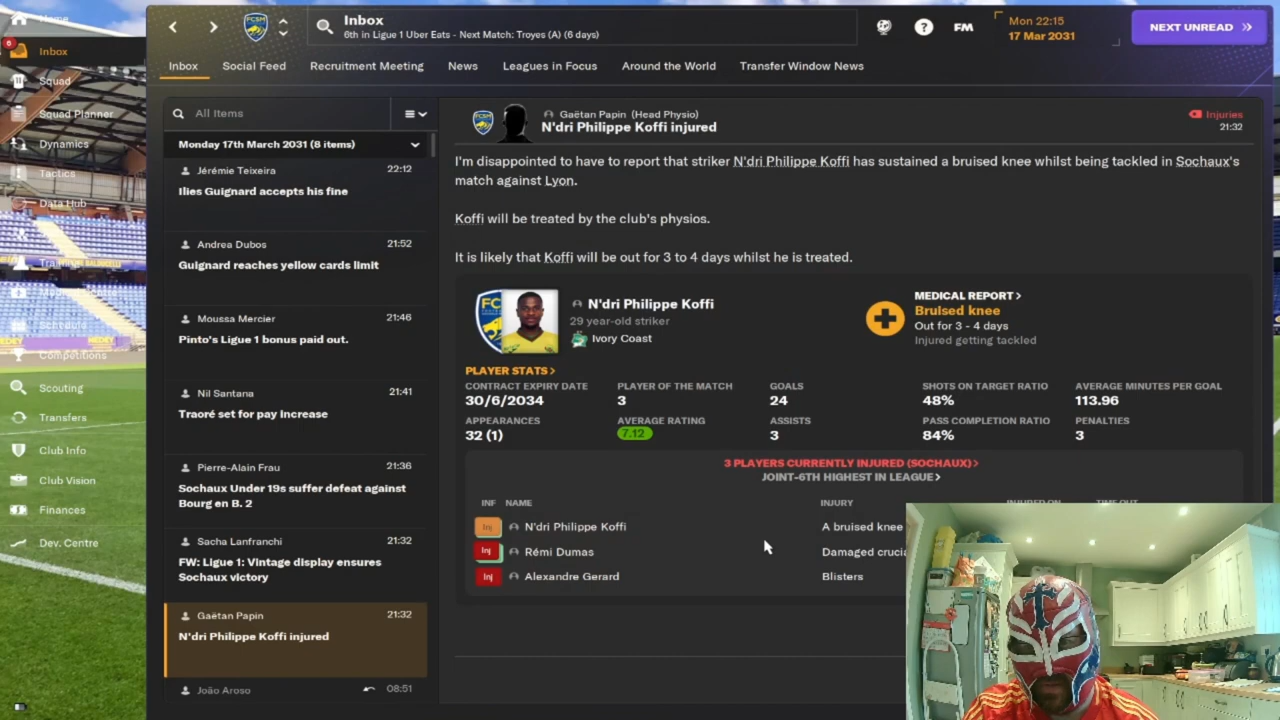 Home
6
Inbox
Squad
Squad Planner
Dynamics
Tactics
Data Hub
Training
Schedule
Competitions
Scouting
Transfers
Club Info
Club Vision
Finances
Dev. Centre
FCSM
Inbox
6th in Ligue 1 Uber Eats - Next Match: Troyes (A) (6 days)
?
FM
Mon 22:15
17 Mar 2031
NEXT UNREAD
Inbox Social Feed Recruitment Meeting News Leagues in Focus Around the World Transfer Window News
All Items
Monday 17th March 2031 (8 items)
Jérémie Teixeira 22:12
Ilies Guignard accepts his fine
Andrea Dubos 21:52
Guignard reaches yellow cards limit
Moussa Mercier 21:46
Pinto's Ligue 1 bonus paid out.
Nil Santana 21:41
Traoré set for pay increase
Pierre-Alain Frau 21:36
Sochaux Under 19s suffer defeat against
Bourg en B. 2
Sacha Lanfranchi 21:32
FW: Ligue 1: Vintage display ensures
Sochaux victory
Gaëtan Papin 21:32
N'dri Philippe Koffi injured
João Aroso 08:51
Gaëtan Papin (Head Physio)
N'dri Philippe Koffi injured
Injuries
21:32
I'm disappointed to have to report that striker N'dri Philippe Koffi has sustained a bruised knee whilst being tackled in Sochaux's
match against Lyon.
Koffi will be treated by the club's physios.
It is likely that Koffi will be out for 3 to 4 days whilst he is treated.
FC
N'dri Philippe Koffi
29 year-old striker
Ivory Coast
MEDICAL REPORT >
Bruised knee
Out for 3 - 4 days
Injured getting tackled
PLAYER STATS >
CONTRACT EXPIRY DATE PLAYER OF THE MATCH GOALS SHOTS ON TARGET RATIO AVERAGE MINUTES PER GOAL
30/6/2034 3 24 48% 113.96
APPEARANCES AVERAGE RATING ASSISTS PASS COMPLETION RATIO PENALTIES
32 (1) 7.12 3 84% 3
3 PLAYERS CURRENTLY INJURED (SOCHAUX) >
JOINT-6TH HIGHEST IN LEAGUE >
INF NAME INJURY
Inj N'dri Philippe Koffi A bruised knee
Inj Rémi Dumas Damaged crucia
Inj Alexandre Gerard Blisters